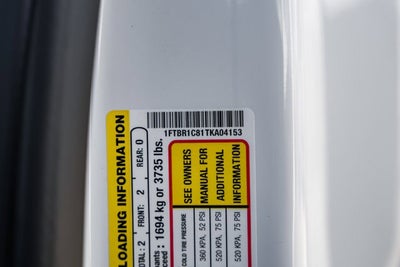 1FTBR1C81TKA04153
LOADING INFORMATION
REAR: 0
FRONT: 2
TOTAL: 2
1694 kg or 3735 lbs.
SEE OWNERS
MANUAL FOR
ADDITIONAL
INFORMATION
COLD TIRE PRESSURE
360 KPA, 52 PSI
520 KPA, 75 PSI
520 KPA, 75 PSI